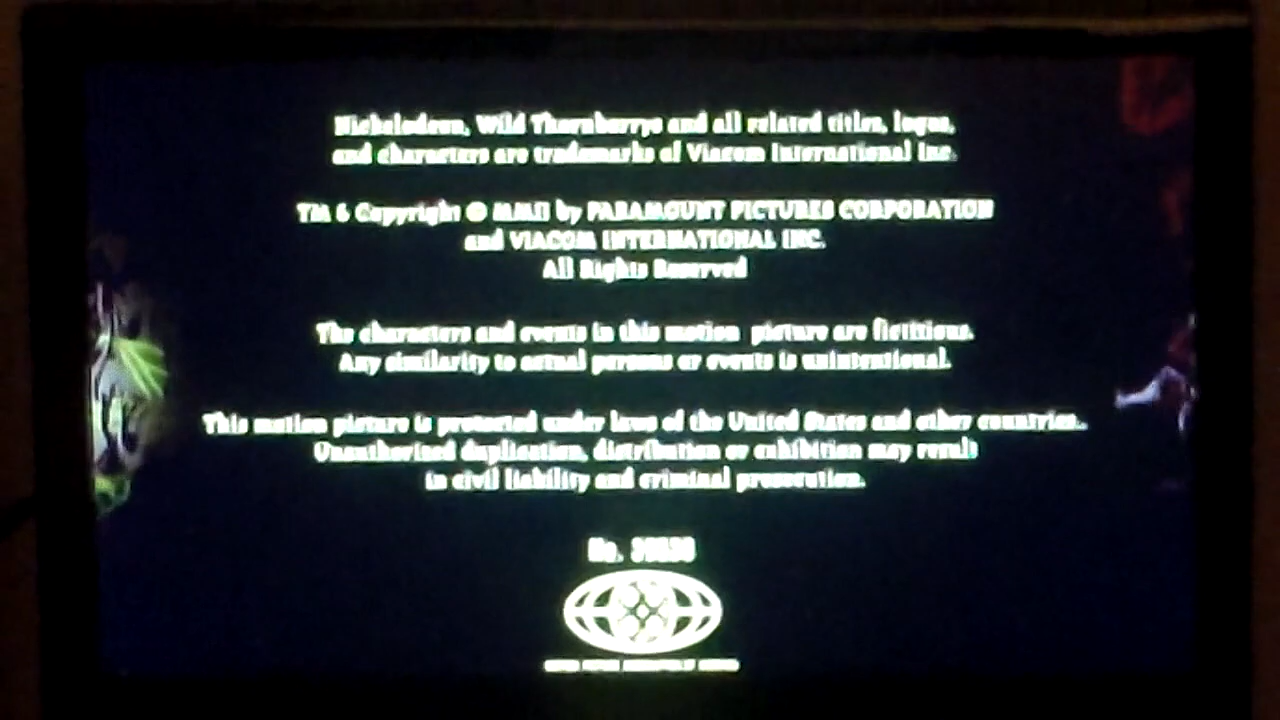 Nickelodeon, Wild Thornberrys and all related titles, logos,
and characters are trademarks of Viacom International Inc.
TM & Copyright © MMII by PARAMOUNT PICTURES CORPORATION
and VIACOM INTERNATIONAL INC.
All Rights Reserved
The characters and events in this motion picture are fictitious.
Any similarity to actual persons or events is unintentional.
This motion picture is protected under laws of the United States and other countries.
Unauthorized duplication, distribution or exhibition may result
in civil liability and criminal prosecution.
No.